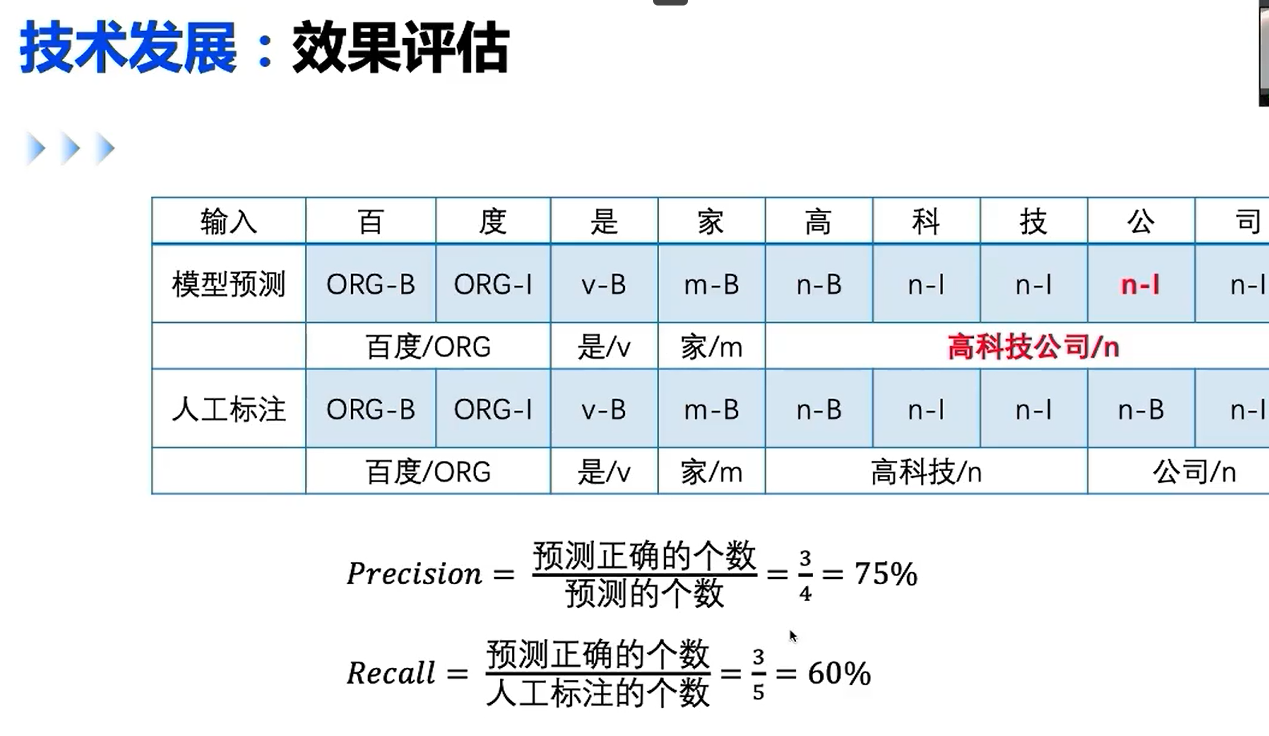 技术发展：效果评估
输入 百 度 是 家 高 科 技 公 司
模型预测 ORG-B ORG-I v-B m-B n-B n-I n-I n-I n-I
百度/ORG 是/v 家/m 高科技公司/n
人工标注 ORG-B ORG-I v-B m-B n-B n-I n-I n-B n-I
百度/ORG 是/v 家/m 高科技/n 公司/n
Precision = 预测正确的个数/预测的个数 = 3/4 = 75%
Recall = 预测正确的个数/人工标注的个数 = 3/5 = 60%